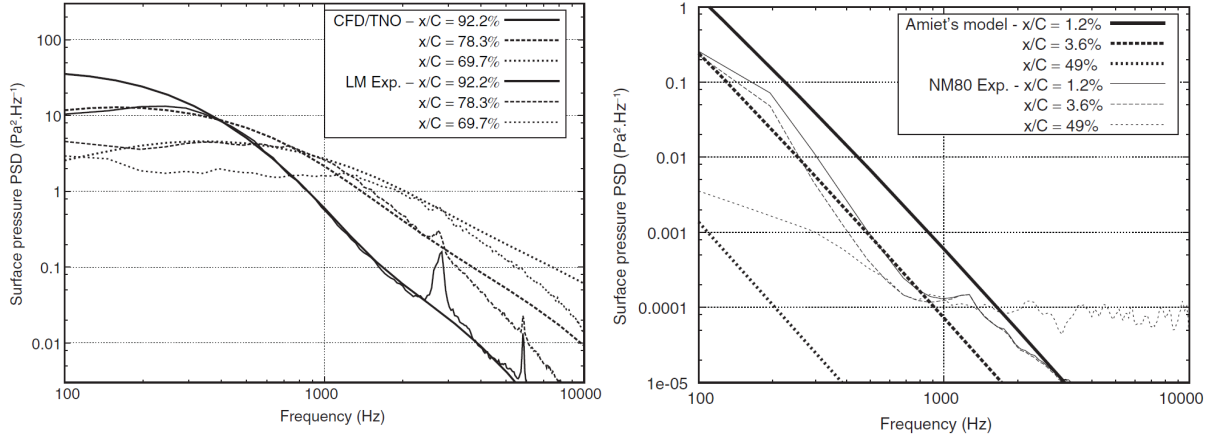 CFD/TNO – x/C = 92.2%
x/C = 78.3%
x/C = 69.7%
LM Exp. – x/C = 92.2%
x/C = 78.3%
x/C = 69.7%
100
10
1
0.1
0.01
Surface pressure PSD (Pa².Hz⁻¹)
100
1000
10000
Frequency (Hz)
Amiet's model - x/C = 1.2%
x/C = 3.6%
x/C = 49%
NM80 Exp. - x/C = 1.2%
x/C = 3.6%
x/C = 49%
1
0.1
0.01
0.001
0.0001
1e-05
Surface pressure PSD (Pa².Hz⁻¹)
100
1000
10000
Frequency (Hz)